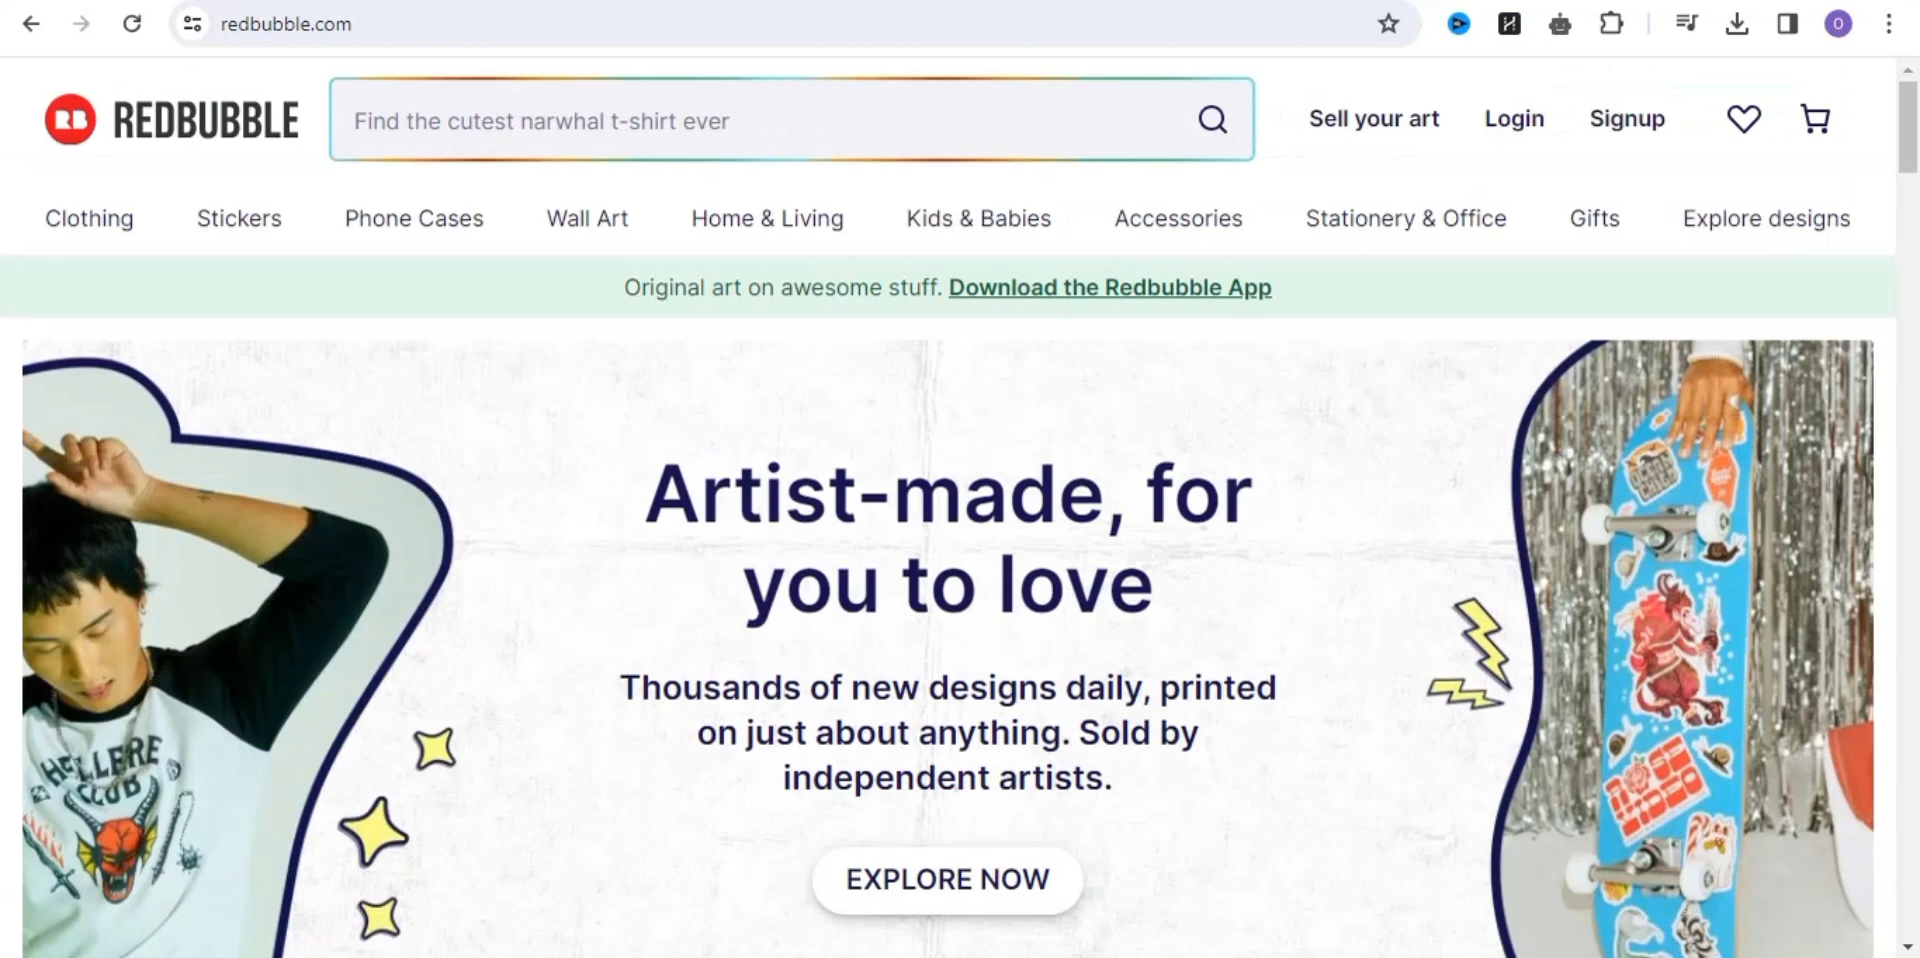 redbubble.com
O
RB REDBUBBLE
Find the cutest narwhal t-shirt ever
Sell your art
Login
Signup
Clothing
Stickers
Phone Cases
Wall Art
Home & Living
Kids & Babies
Accessories
Stationery & Office
Gifts
Explore designs
Original art on awesome stuff. Download the Redbubble App
Artist-made, for
you to love
Thousands of new designs daily, printed
on just about anything. Sold by
independent artists.
EXPLORE NOW
HELLFIRE
CLUB